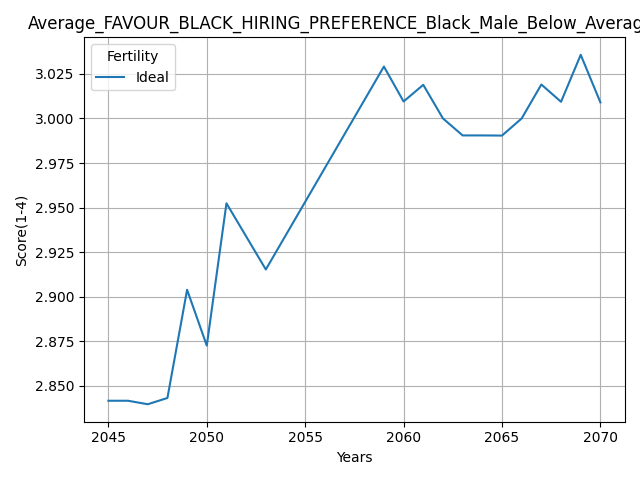 Average_FAVOUR_BLACK_HIRING_PREFERENCE_Black_Male_Below_Averag
Fertility
Ideal
3.025
3.000
2.975
2.950
2.925
2.900
2.875
2.850
Score(1-4)
2045 2050 2055 2060 2065 2070
Years